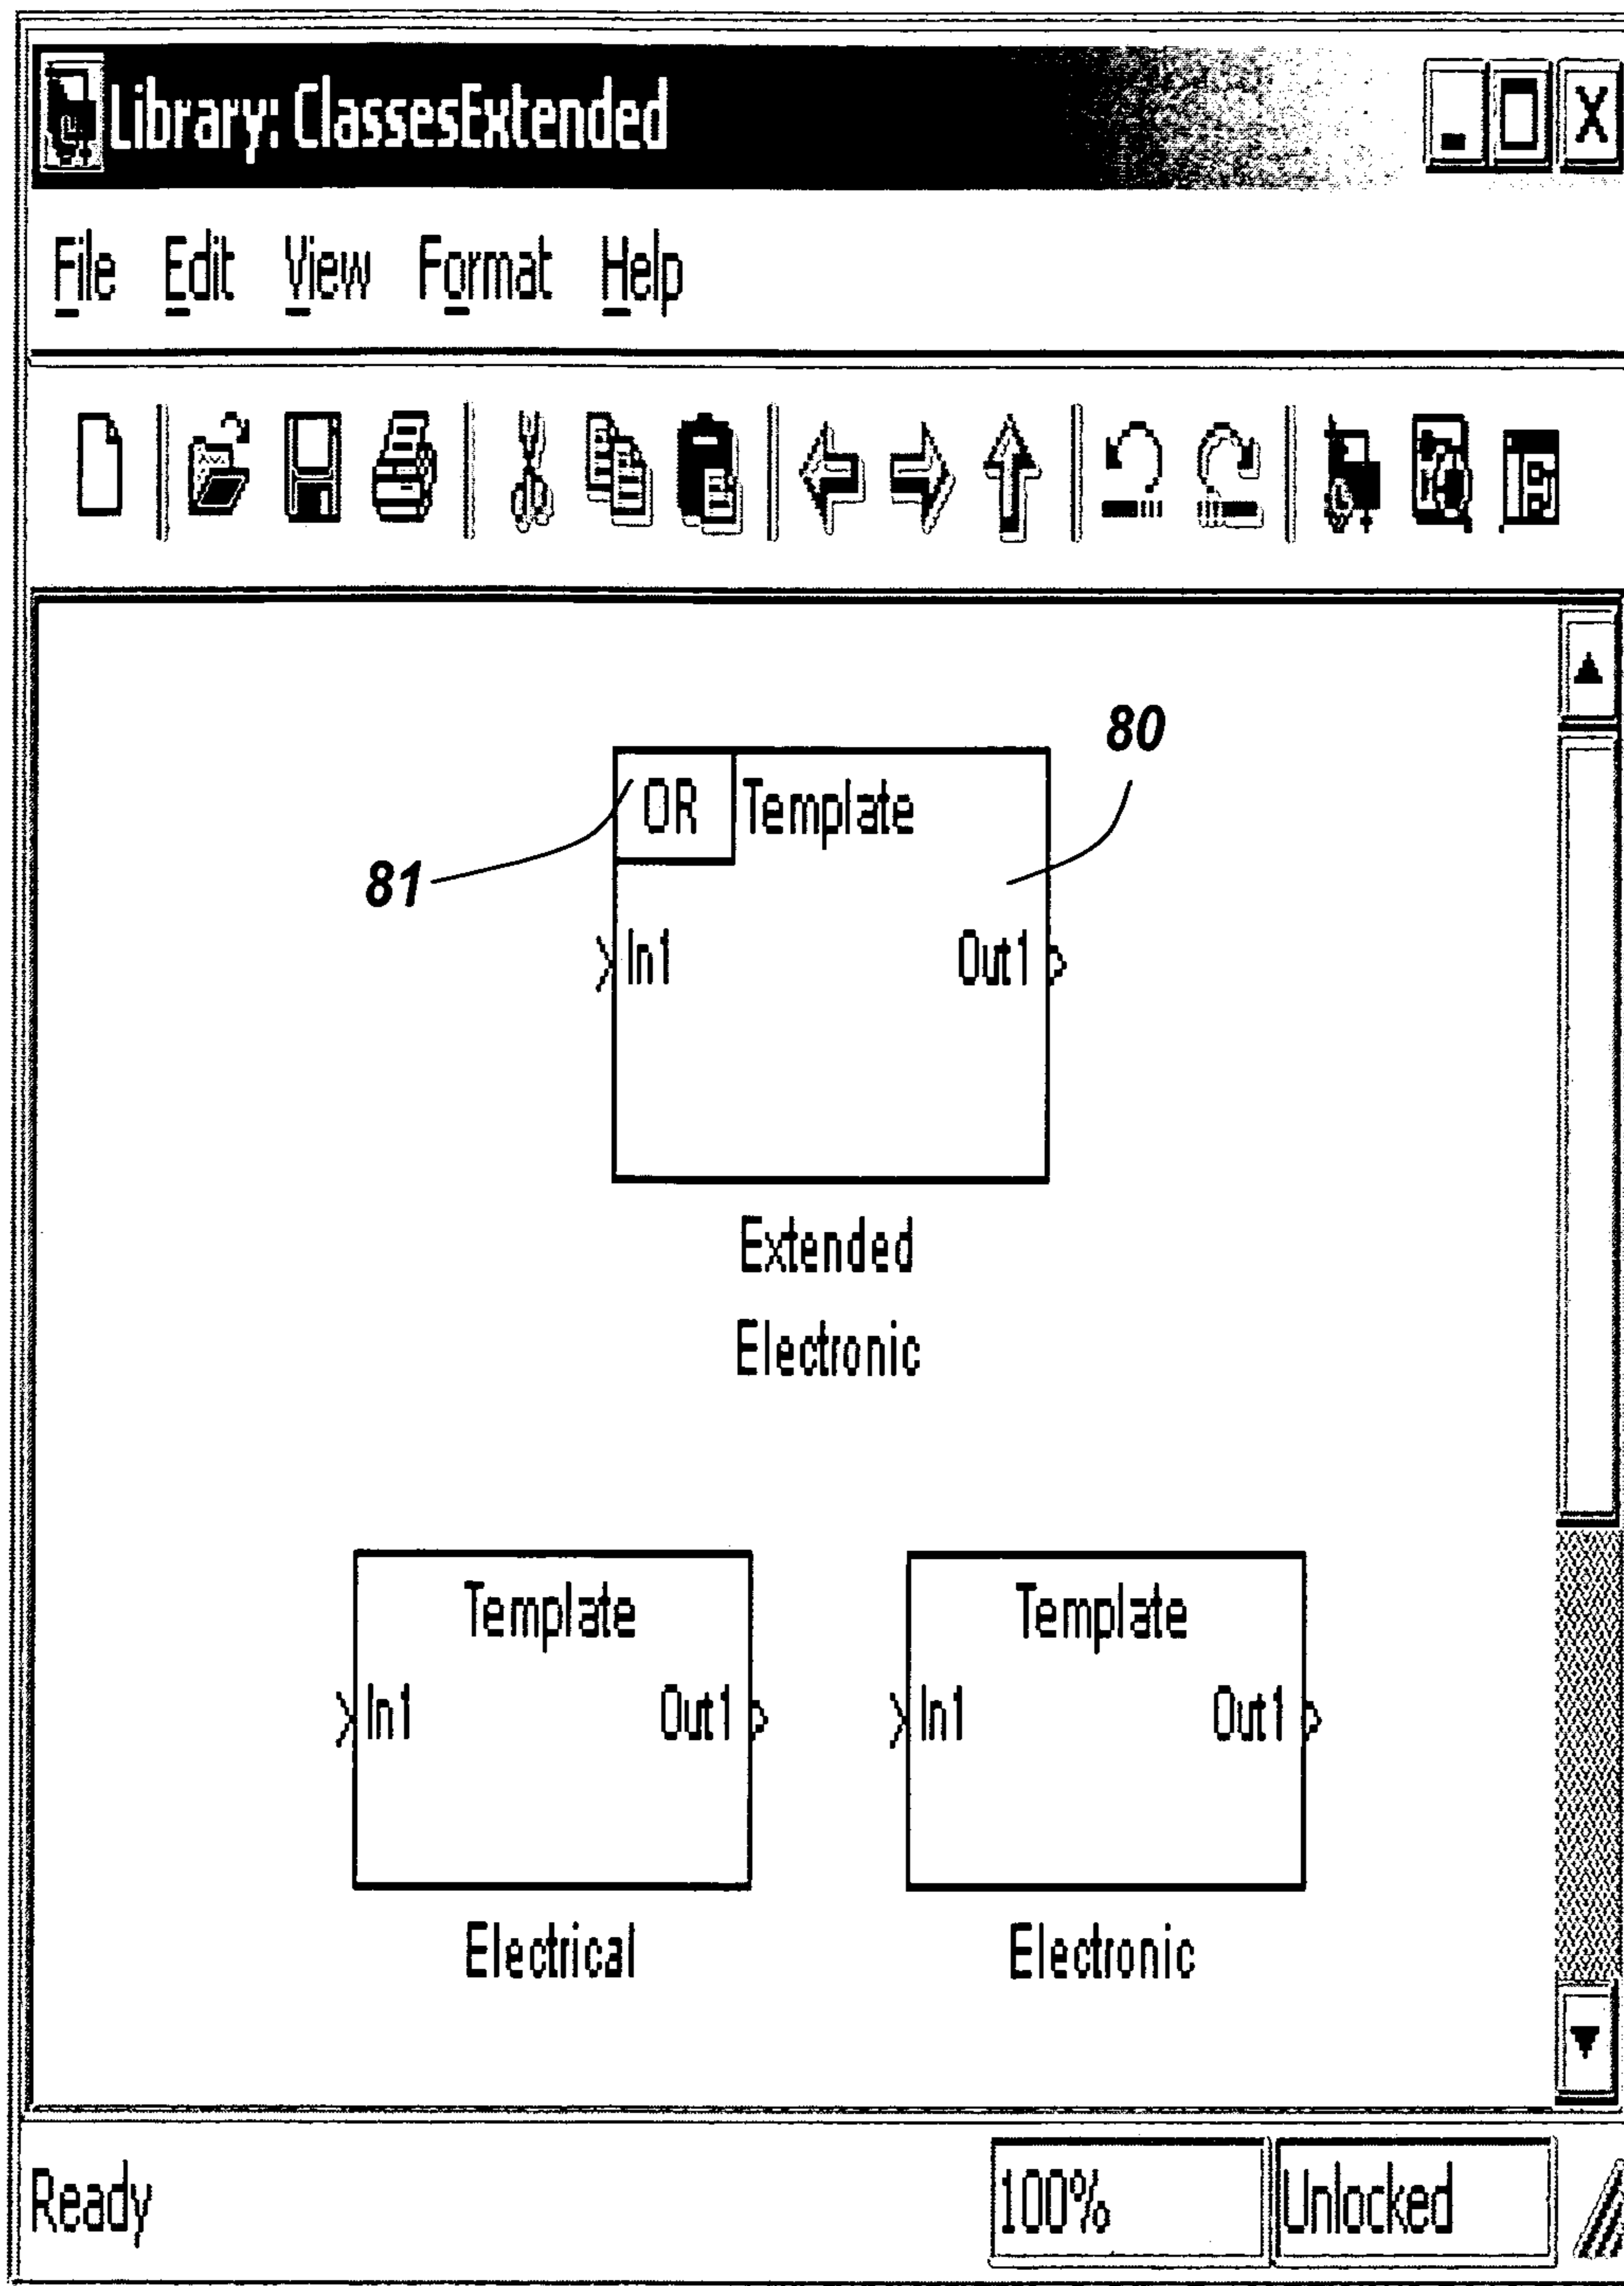 Library: ClassesExtended
File Edit View Format Help
80
OR Template
81
In1 Out1
Extended
Electronic
Template Template
In1 Out1 In1 Out1
Electrical Electronic
Ready 100% Unlocked